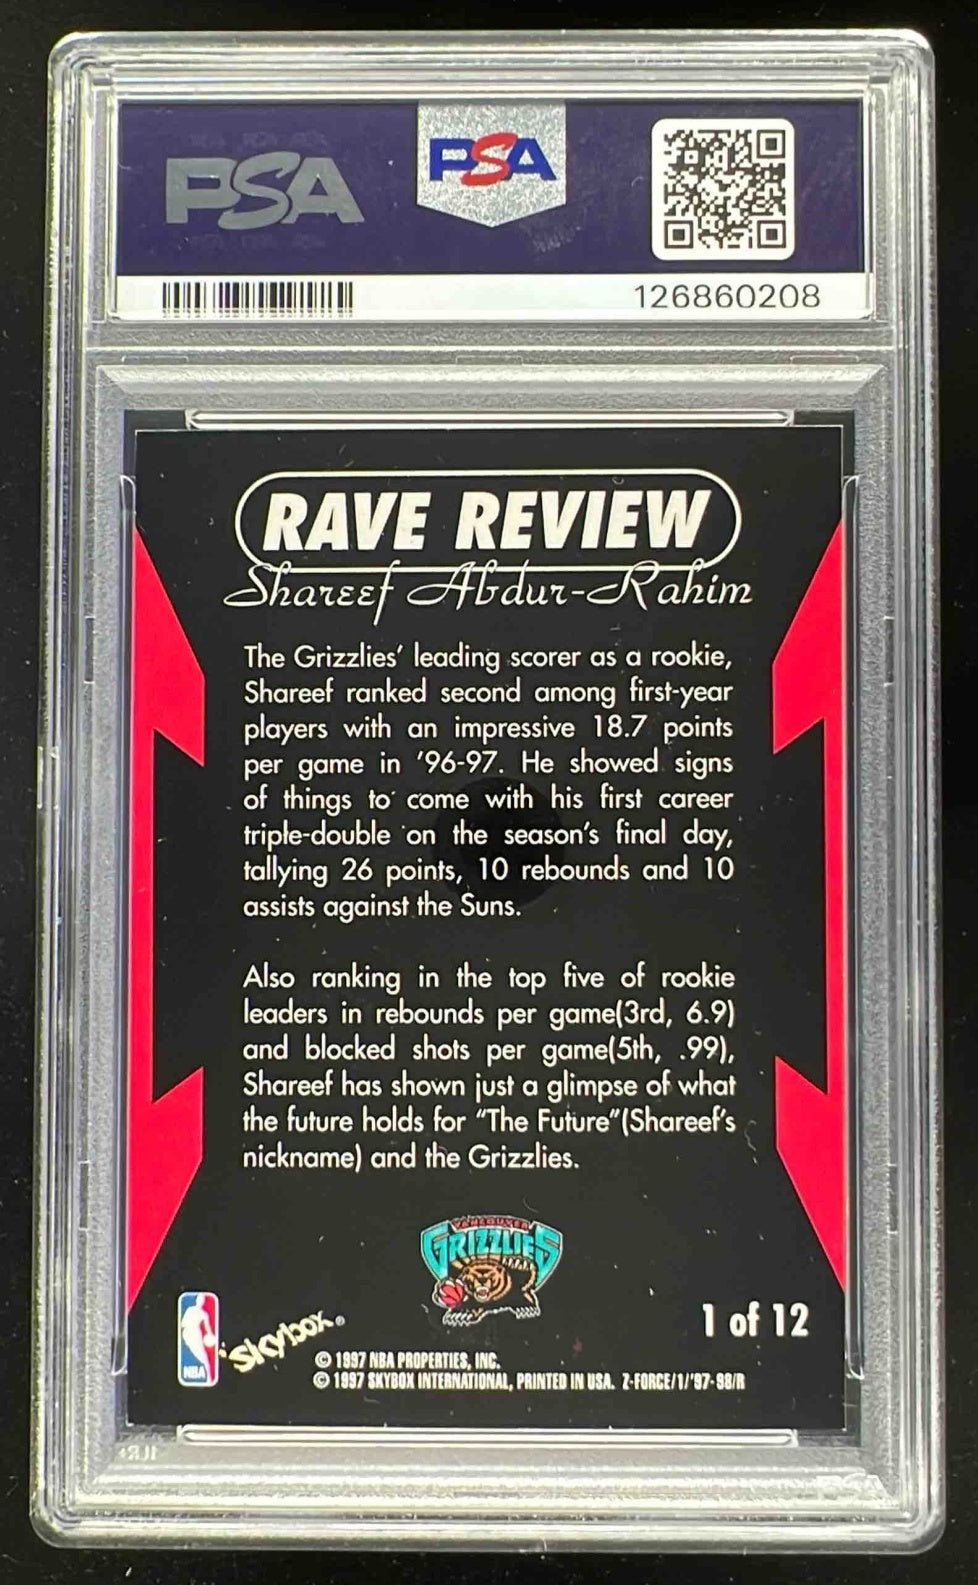 PSA
PSA
126860208
RAVE REVIEW
Shareef Abdur-Rahim
The Grizzlies' leading scorer as a rookie,
Shareef ranked second among first-year
players with an impressive 18.7 points
per game in '96-97. He showed signs
of things to come with his first career
triple-double on the season's final day,
tallying 26 points, 10 rebounds and 10
assists against the Suns.
Also ranking in the top five of rookie
leaders in rebounds per game(3rd, 6.9)
and blocked shots per game(5th, .99),
Shareef has shown just a glimpse of what
the future holds for "The Future"(Shareef's
nickname) and the Grizzlies.
VANCOUVER
GRIZZLIES
1 of 12
NBA
SkyBox®
© 1997 NBA PROPERTIES, INC.
© 1997 SKYBOX INTERNATIONAL, PRINTED IN USA. Z-FORCE/1/'97-98/R
PSA